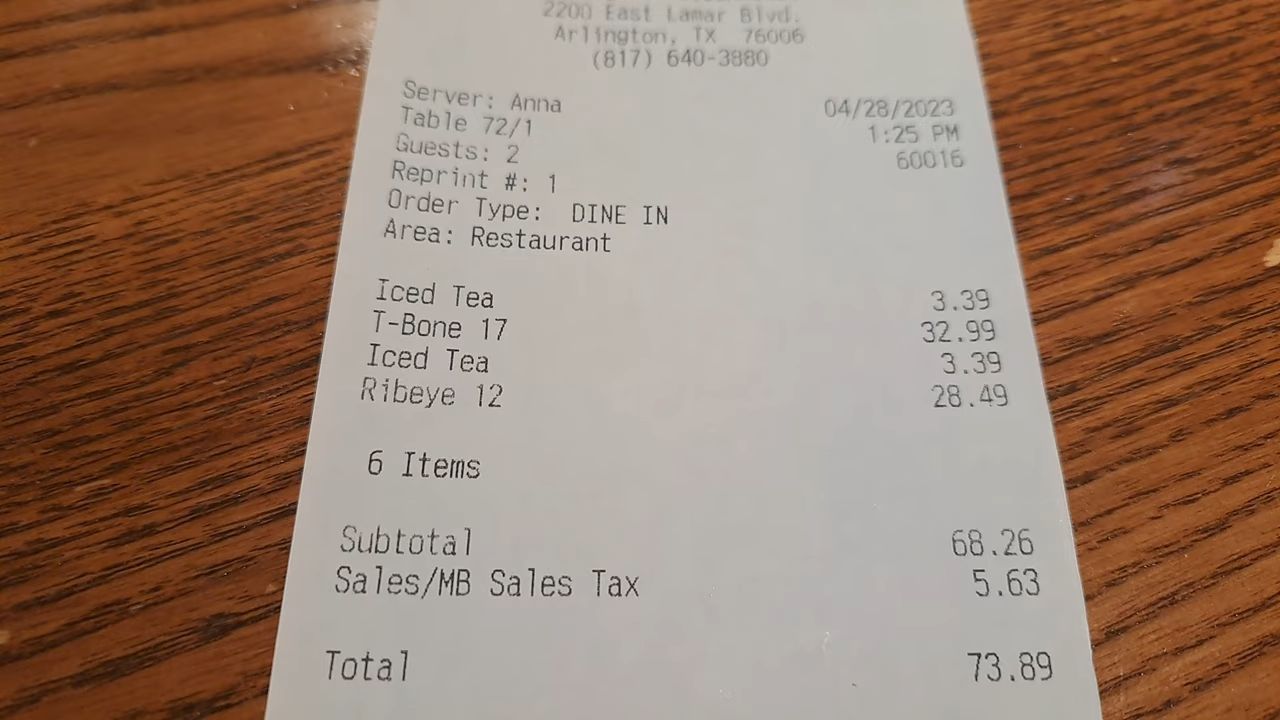 2200 East Lamar Blvd.
Arlington, TX 76006
(817) 640-3880
Server: Anna 04/28/2023
Table 72/1 1:25 PM
Guests: 2 60016
Reprint #: 1
Order Type: DINE IN
Area: Restaurant
Iced Tea 3.39
T-Bone 17 32.99
Iced Tea 3.39
Ribeye 12 28.49
6 Items
Subtotal 68.26
Sales/MB Sales Tax 5.63
Total 73.89